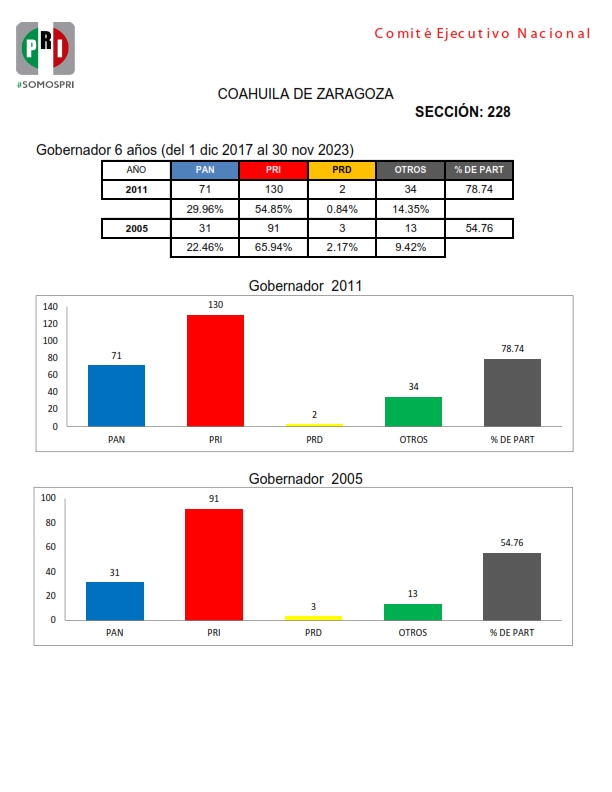 Comité Ejecutivo Nacional
PRI
#SOMOSPRI
COAHUILA DE ZARAGOZA
SECCIÓN: 228
Gobernador 6 años (del 1 dic 2017 al 30 nov 2023)
AÑO PAN PRI PRD OTROS % DE PART
2011 71 130 2 34 78.74
29.96% 54.85% 0.84% 14.35%
2005 31 91 3 13 54.76
22.46% 65.94% 2.17% 9.42%
Gobernador 2011
140
120
100
80
60
40
20
0
71
130
2
34
78.74
PAN PRI PRD OTROS % DE PART
Gobernador 2005
100
80
60
40
20
0
31
91
3
13
54.76
PAN PRI PRD OTROS % DE PART